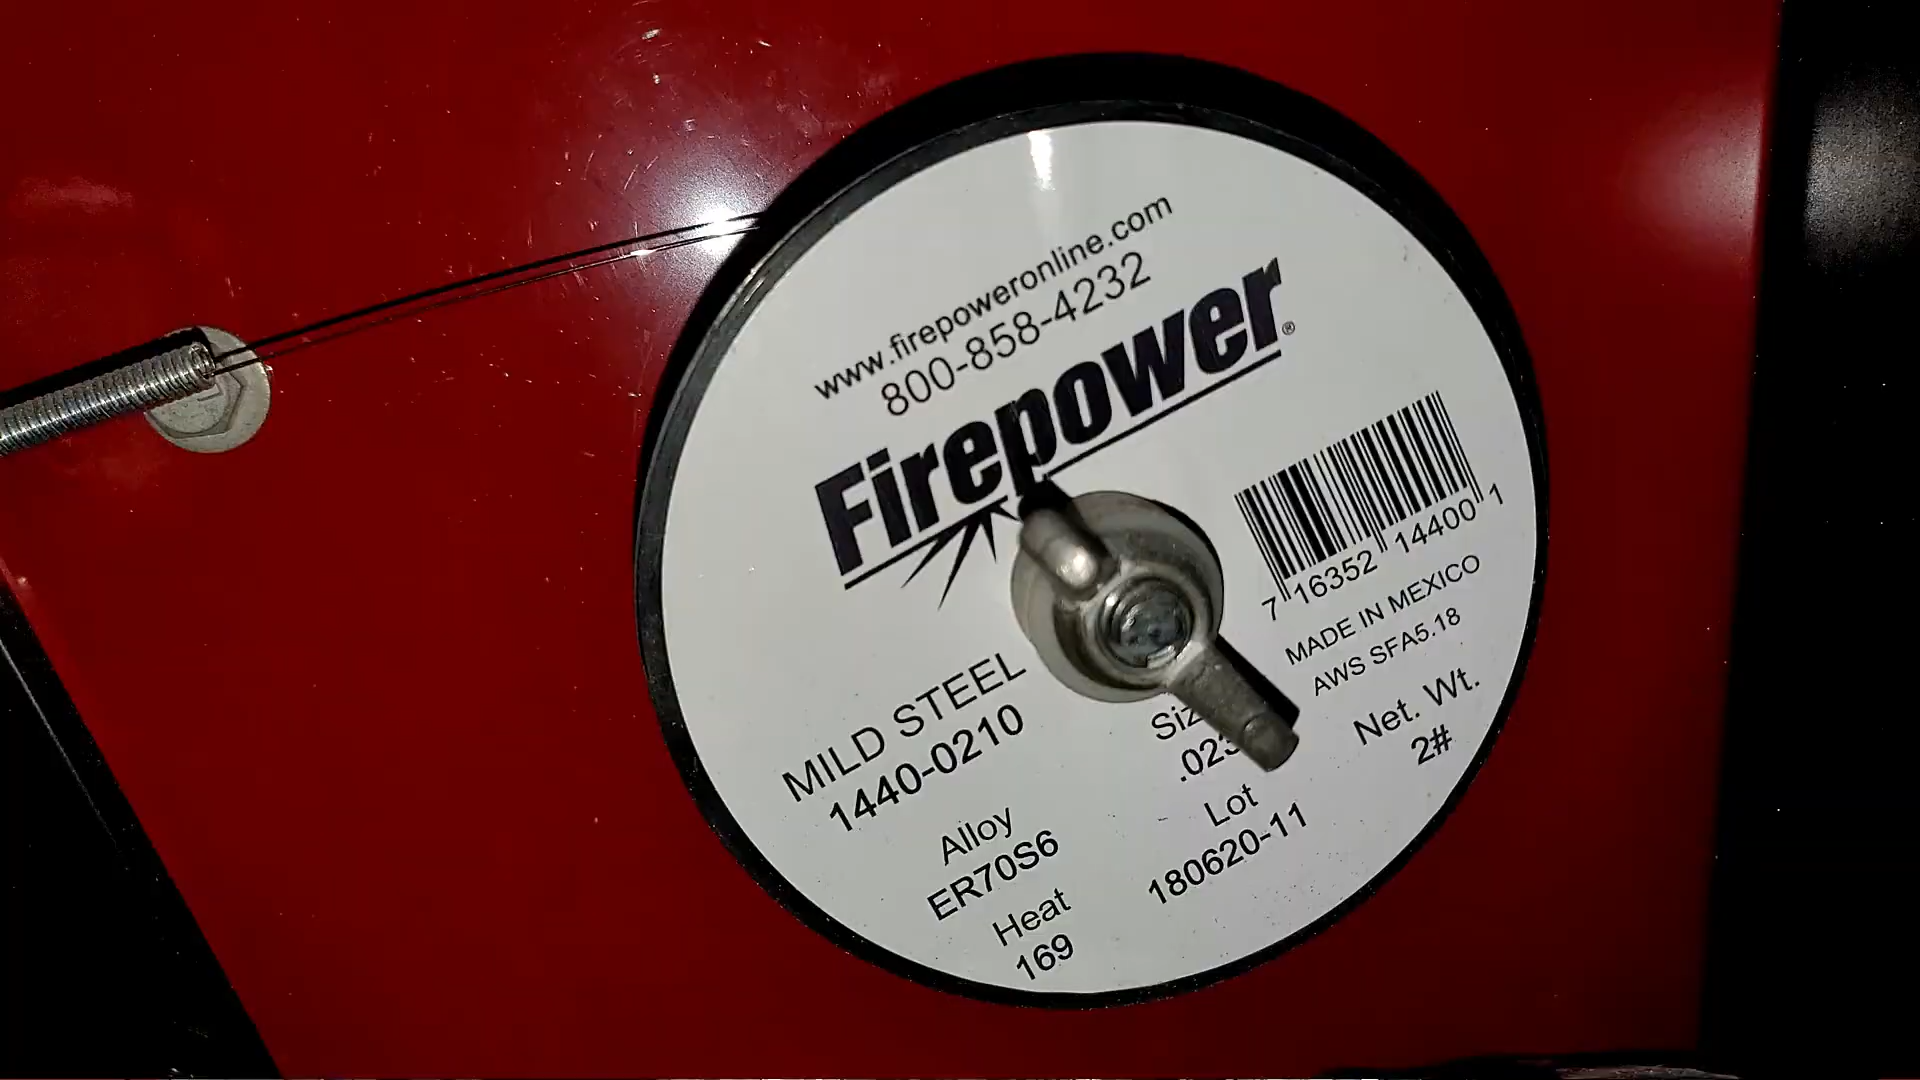 www.firepoweronline.com
800-858-4232
Firepower®
7 16352 14400 1
MADE IN MEXICO
AWS SFA5.18
MILD STEEL
1440-0210
.023
Net. Wt.
2#
Alloy
ER70S6
Lot
180620-11
Heat
169